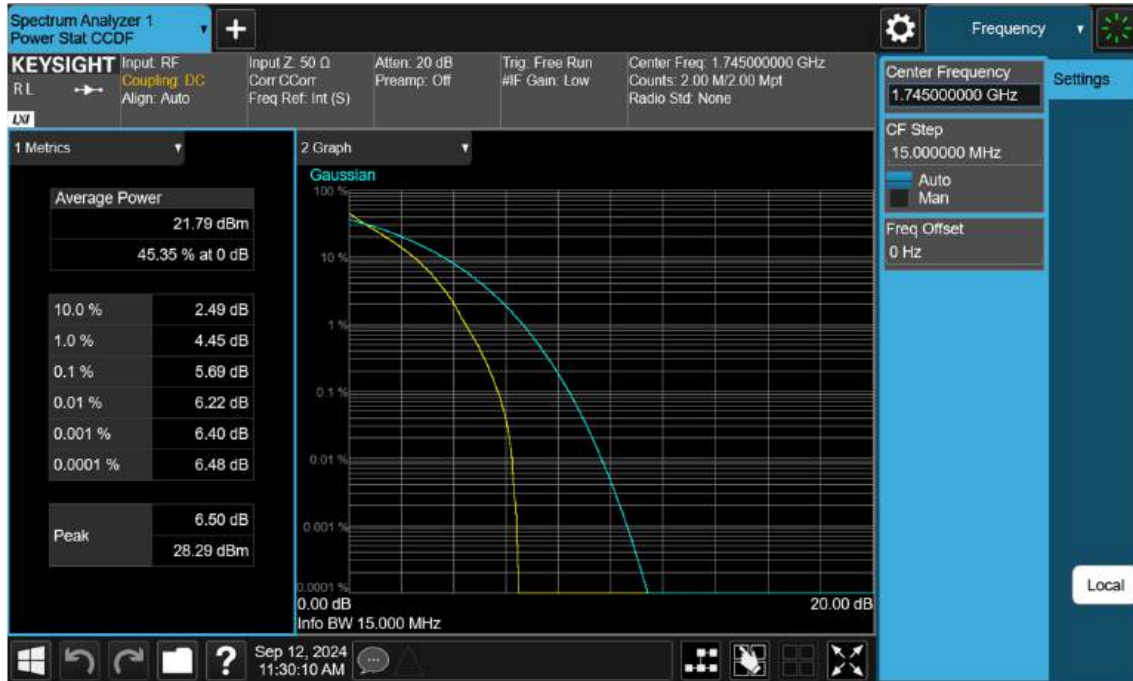 Spectrum Analyzer 1
Power Stat CCDF
Frequency
KEYSIGHT
R L
LXI
Input: RF
Coupling: DC
Align: Auto
Input Z: 50 Ω
Corr CCorr
Freq Ref: Int (S)
Atten: 20 dB
Preamp: Off
Trig: Free Run
#IF Gain: Low
Center Freq: 1.745000000 GHz
Counts: 2.00 M/2.00 Mpt
Radio Std: None
Center Frequency
1.745000000 GHz
Settings
CF Step
15.000000 MHz
Auto
Man
Freq Offset
0 Hz
1 Metrics
Average Power
21.79 dBm
45.35 % at 0 dB
10.0 % 2.49 dB
1.0 % 4.45 dB
0.1 % 5.69 dB
0.01 % 6.22 dB
0.001 % 6.40 dB
0.0001 % 6.48 dB
Peak 6.50 dB
28.29 dBm
2 Graph
Gaussian
100 %
10 %
1 %
0.1 %
0.01 %
0.001 %
0.0001 %
0.00 dB 20.00 dB
Info BW 15.000 MHz
Local
?
Sep 12, 2024
11:30:10 AM